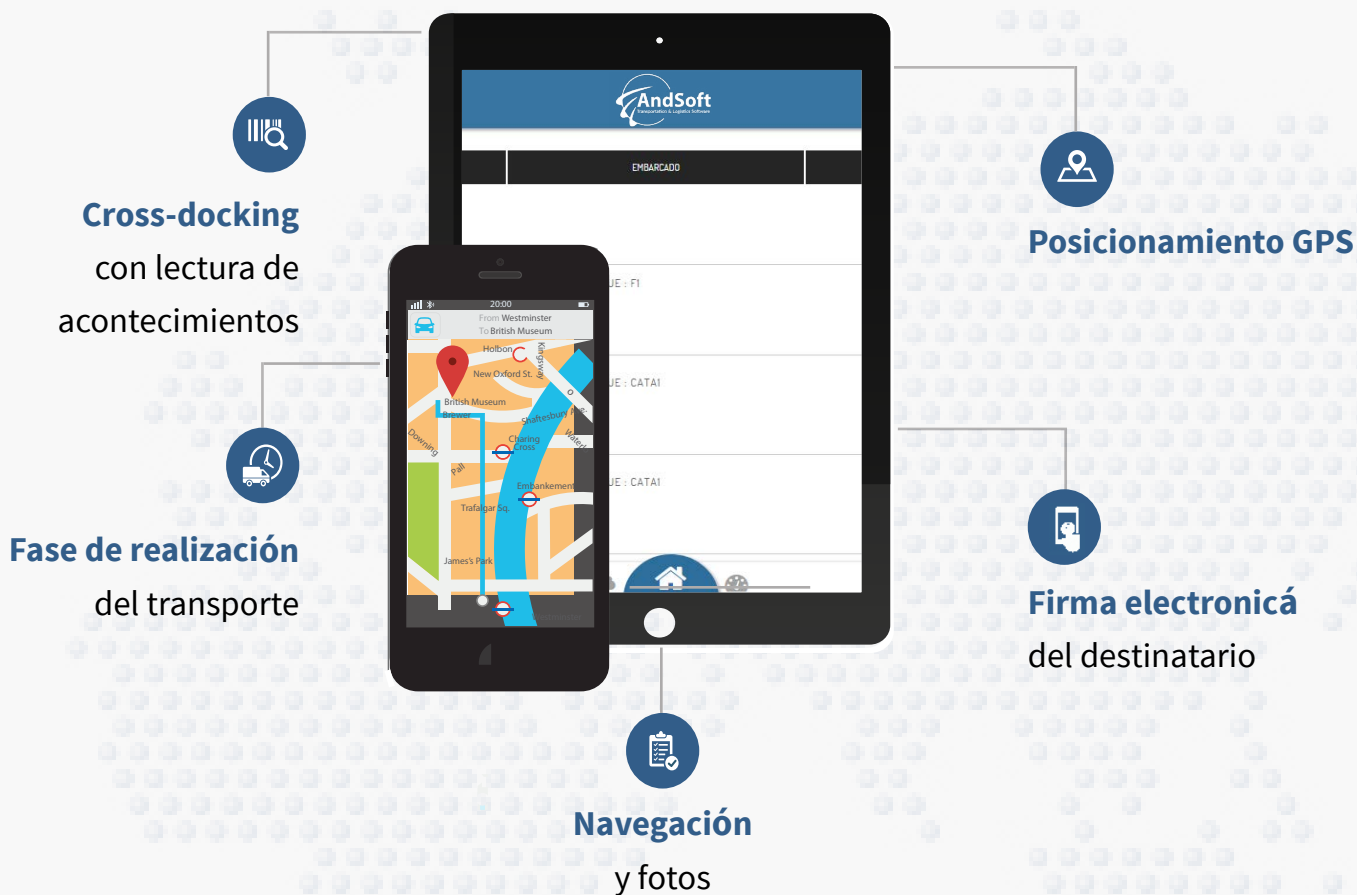 AndSoft
Transportation & Logistics Software
EMBARCADO
Cross-docking
con lectura de
acontecimientos
Posicionamiento GPS
UE : F1
UE : CATA1
UE : CATA1
20:00
From Westminster
To British Museum
Holbon
Kingsway
New Oxford St.
British Museum
Brewer
Shaftesbury A
Downing
Charing
Cross
Waterl
Pall
Embankement
Trafalgar Sq.
James's Park
Fase de realización
del transporte
Firma electronicá
del destinatario
Navegación
y fotos